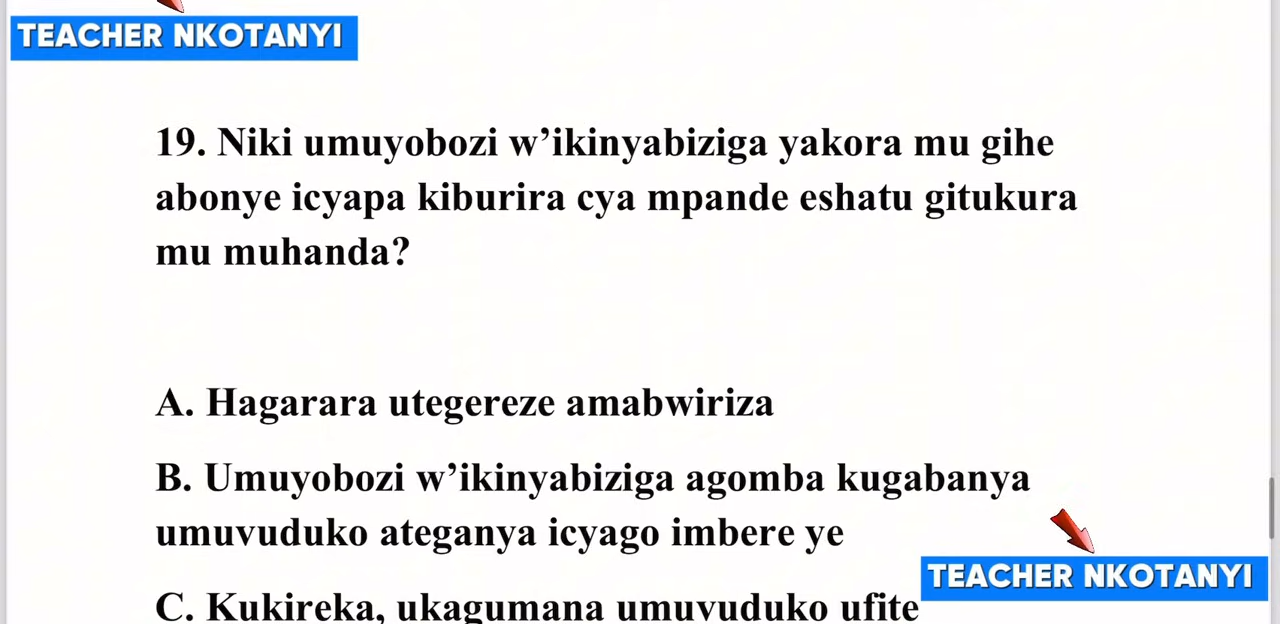 TEACHER NKOTANYI
19. Niki umuyobozi w’ikinyabiziga yakora mu gihe
abonye icyapa kiburira cya mpande eshatu gitukura
mu muhanda?
A. Hagarara utegereze amabwiriza
B. Umuyobozi w’ikinyabiziga agomba kugabanya
umuvuduko ateganya icyago imbere ye
TEACHER NKOTANYI
C. Kukireka, ukagumana umuvuduko ufite